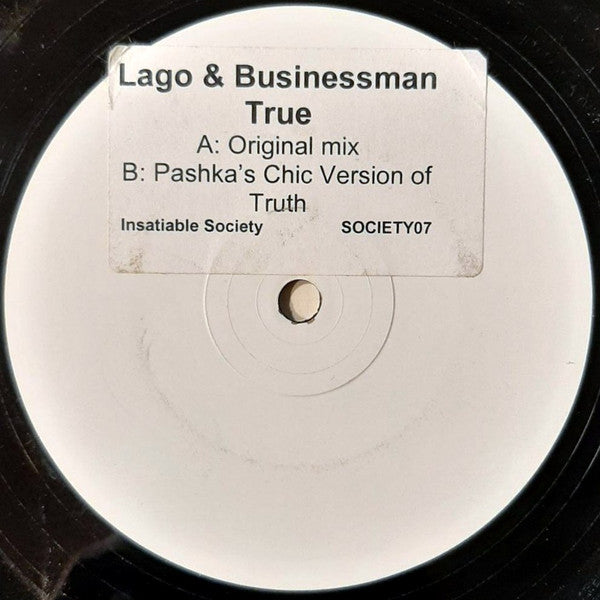 Lago & Businessman
True
A: Original mix
B: Pashka's Chic Version of
Truth
Insatiable Society SOCIETY07